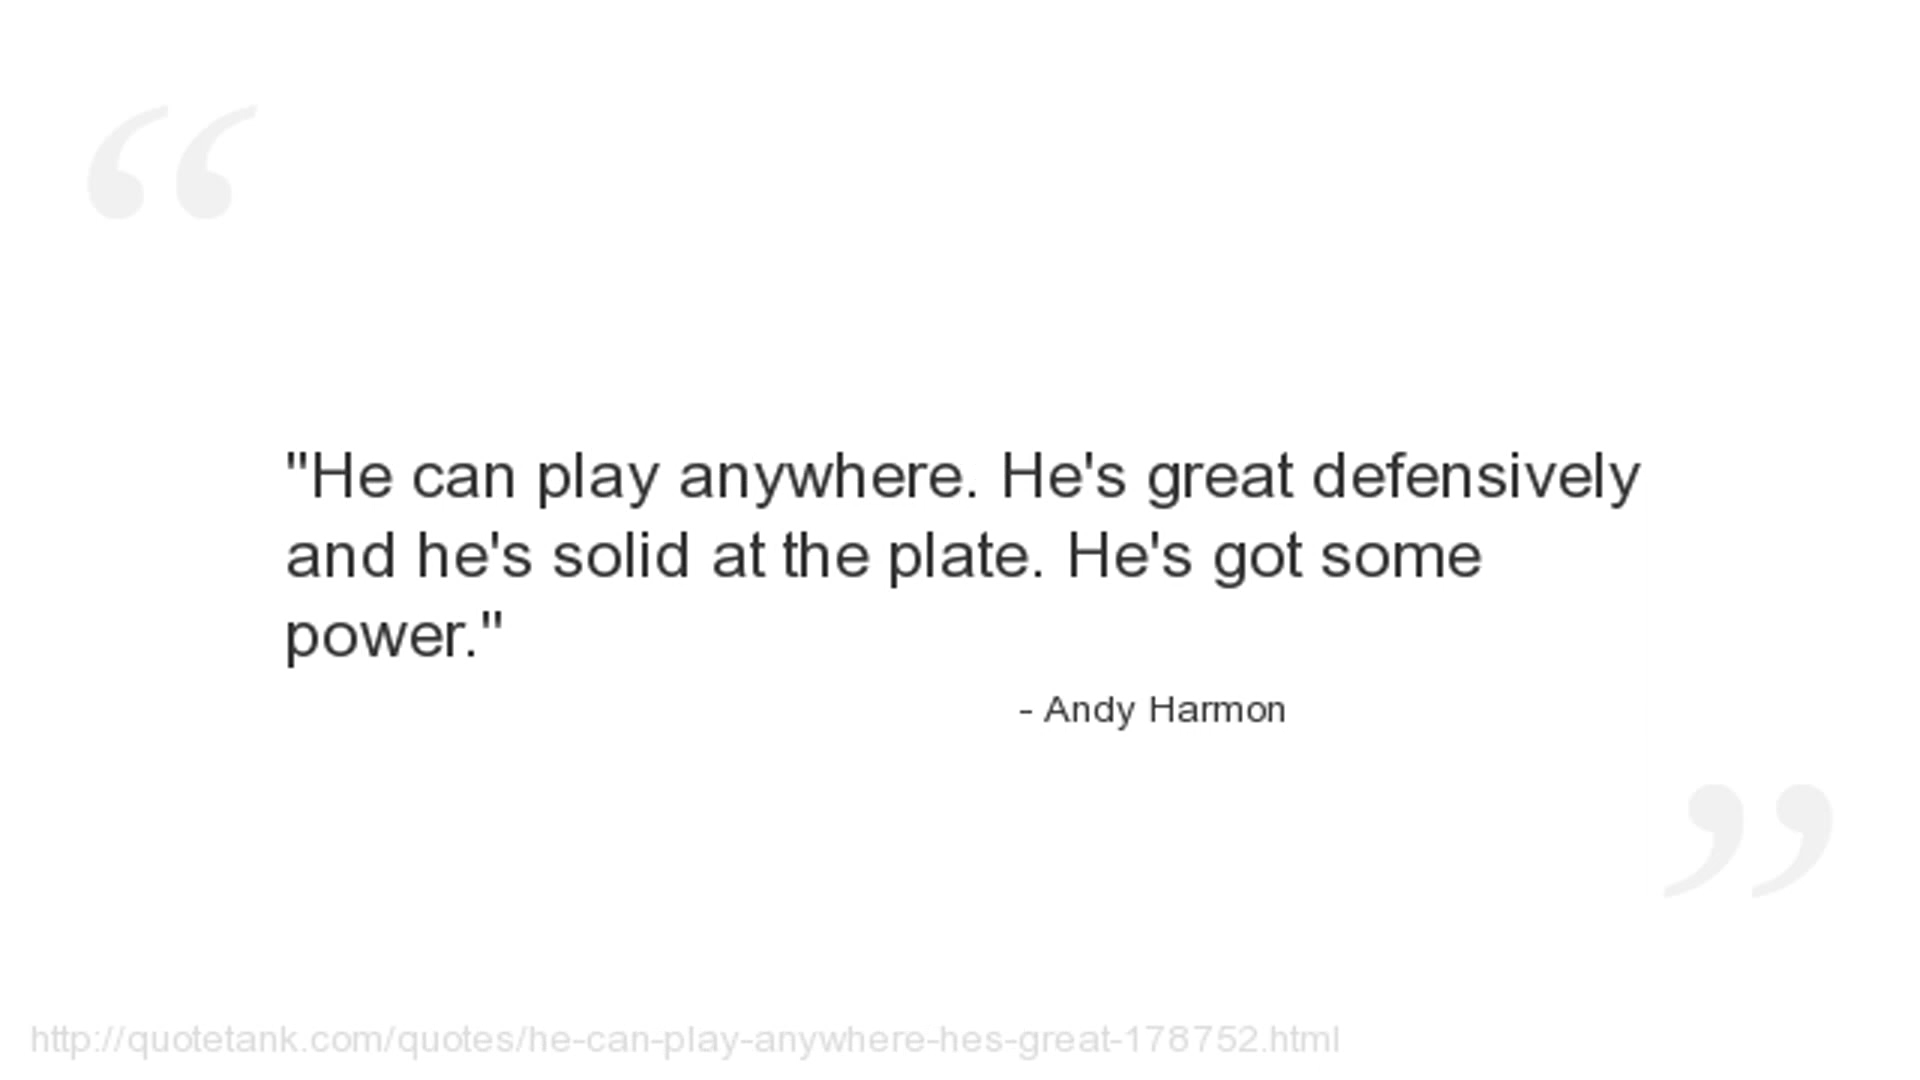 "He can play anywhere. He's great defensively
and he's solid at the plate. He's got some
power."
- Andy Harmon
http://quotetank.com/quotes/he-can-play-anywhere-hes-great-178752.html